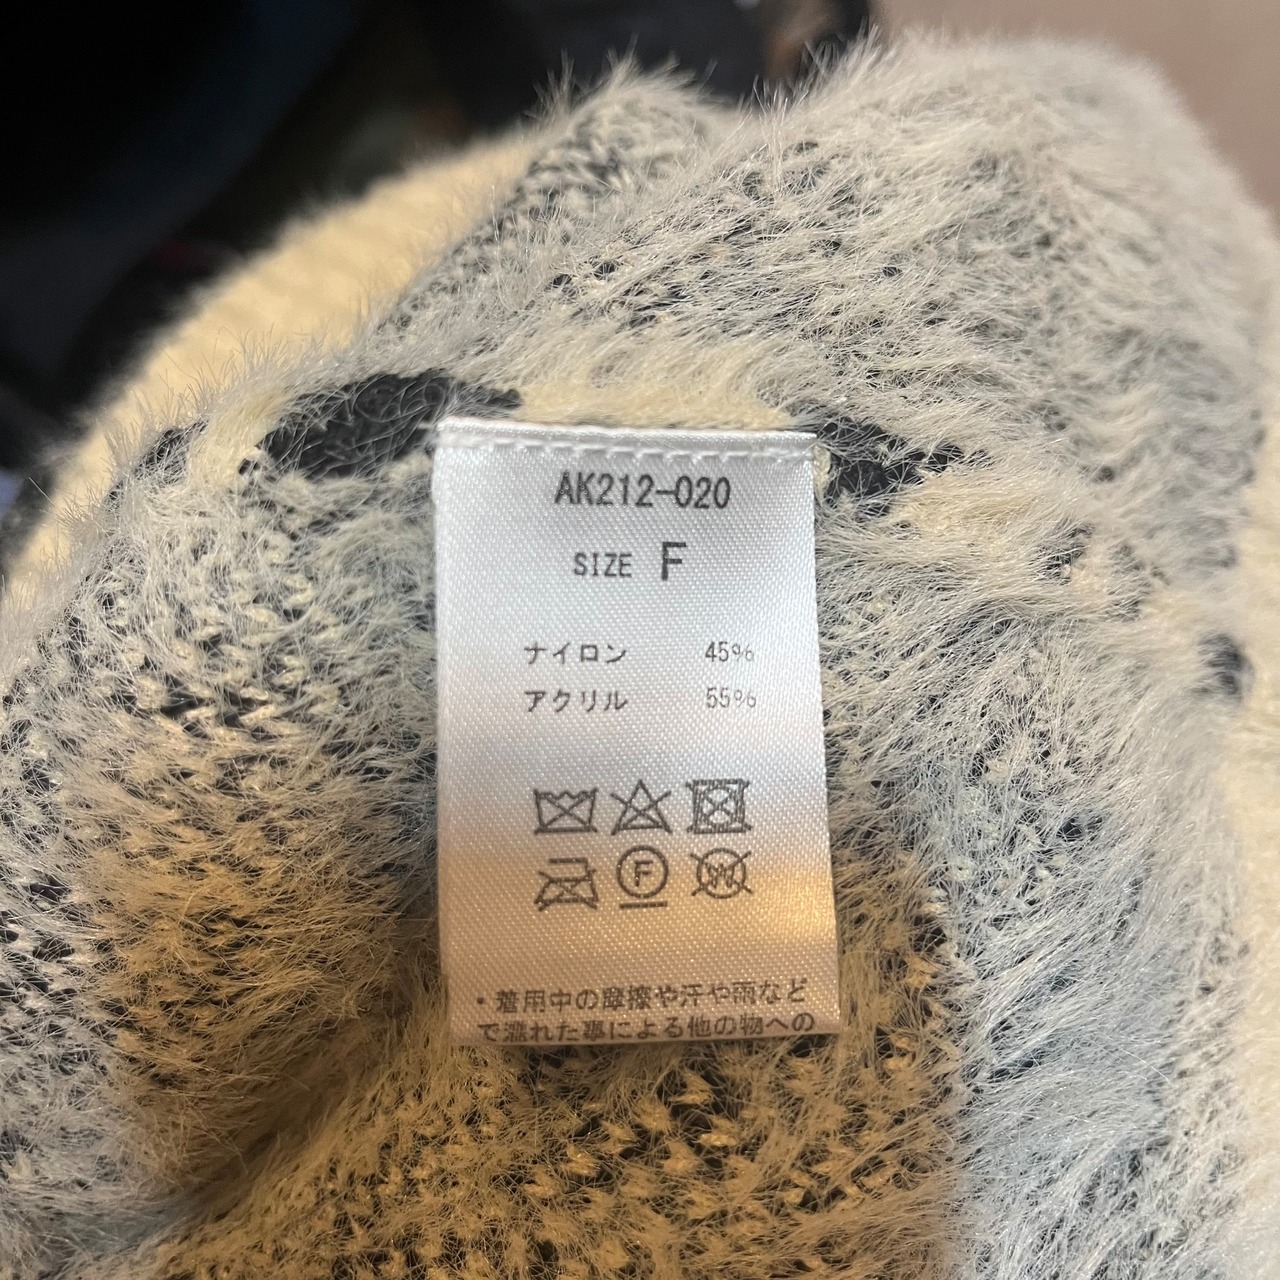 AK212-020
SIZE F
ナイロン 45%
アクリル 55%
F
W
・着用中の摩擦や汗や雨など
で濡れた事による他の物への